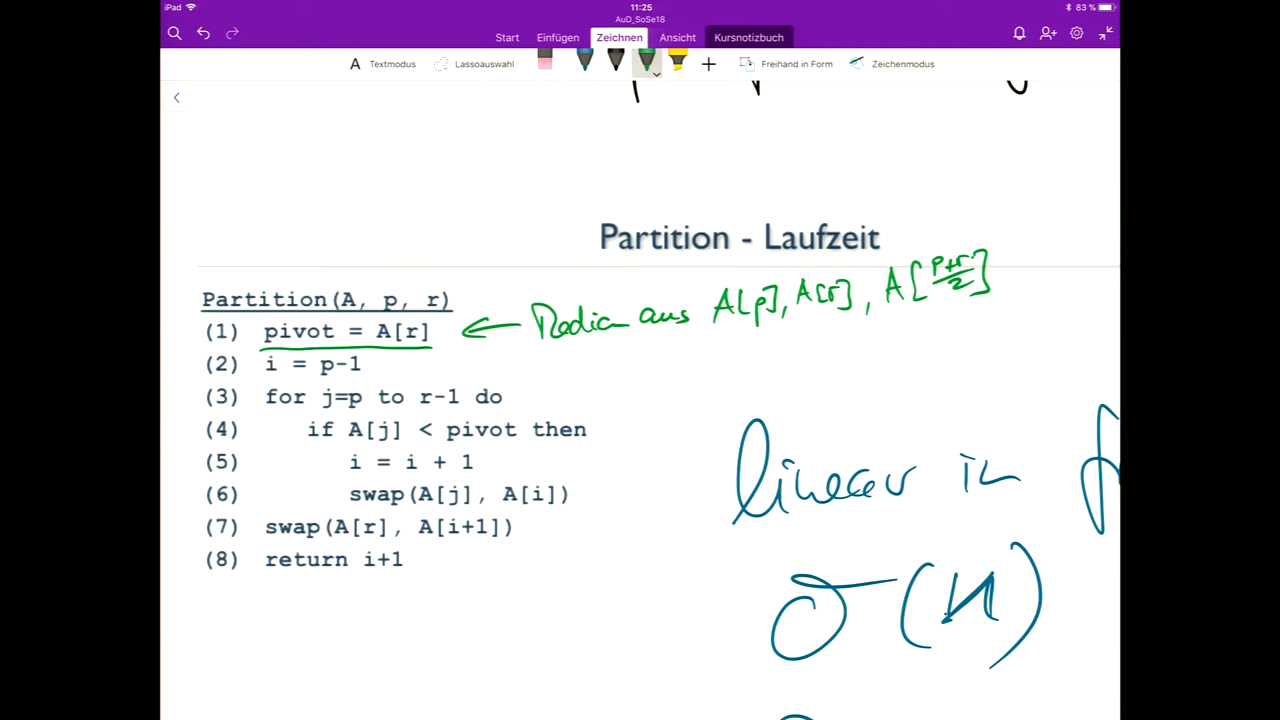 iPad 11:25 83 %
AuD_SoSe18
Start Einfügen Zeichnen Ansicht Kursnotizbuch
A Textmodus Lassoauswahl Freihand in Form Zeichenmodus
Partition - Laufzeit
Partition(A, p, r)
(1) pivot = A[r] ← Median aus A[p], A[r], A[p+r/2]
(2) i = p-1
(3) for j=p to r-1 do
(4) if A[j] < pivot then
(5) i = i + 1
(6) swap(A[j], A[i])
(7) swap(A[r], A[i+1])
(8) return i+1
linear in
O(n)